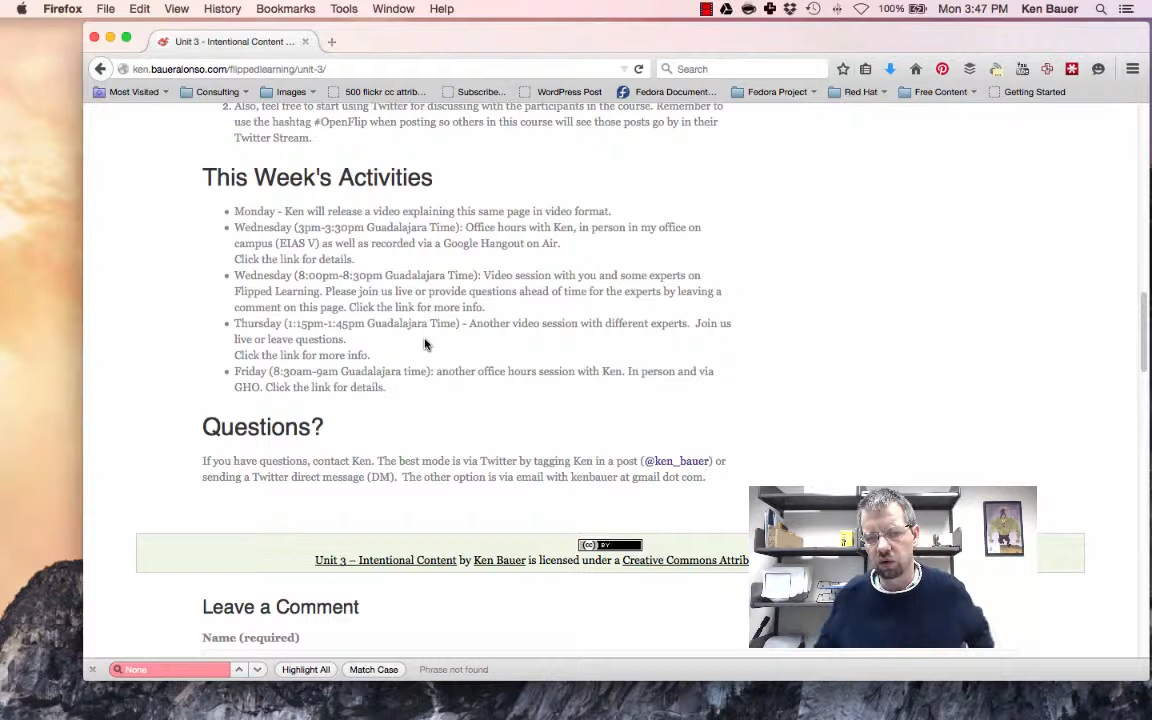 Firefox File Edit View History Bookmarks Tools Window Help 100% Mon 3:47 PM Ken Bauer
Unit 3 - Intentional Content ...
ken.baueralonso.com/flippedlearning/unit-3/ Search
Most Visited Consulting Images 500 flickr cc attrib... Subscribe... WordPress Post Fedora Document... Fedora Project Red Hat Free Content Getting Started
2. Also, feel free to start using Twitter for discussing with the participants in the course. Remember to
use the hashtag #OpenFlip when posting so others in this course will see those posts go by in their
Twitter Stream.
This Week's Activities
• Monday - Ken will release a video explaining this same page in video format.
• Wednesday (3pm-3:30pm Guadalajara Time): Office hours with Ken, in person in my office on
campus (EIAS V) as well as recorded via a Google Hangout on Air.
Click the link for details.
• Wednesday (8:00pm-8:30pm Guadalajara Time): Video session with you and some experts on
Flipped Learning. Please join us live or provide questions ahead of time for the experts by leaving a
comment on this page. Click the link for more info.
• Thursday (1:15pm-1:45pm Guadalajara Time) - Another video session with different experts. Join us
live or leave questions.
Click the link for more info.
• Friday (8:30am-9am Guadalajara time): another office hours session with Ken. In person and via
GHO. Click the link for details.
Questions?
If you have questions, contact Ken. The best mode is via Twitter by tagging Ken in a post (@ken_bauer) or
sending a Twitter direct message (DM). The other option is via email with kenbauer at gmail dot com.
cc BY
Unit 3 – Intentional Content by Ken Bauer is licensed under a Creative Commons Attrib
Leave a Comment
Name (required)
None Highlight All Match Case Phrase not found